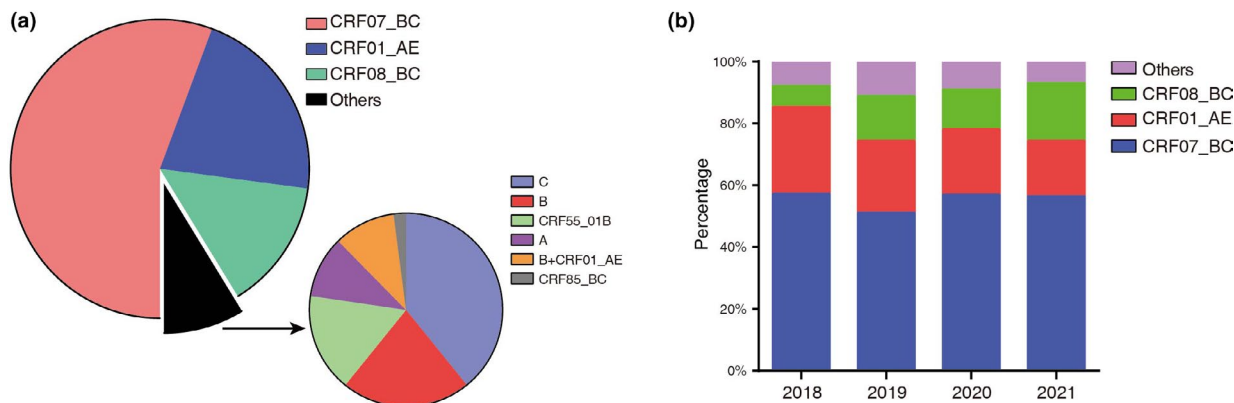 (a)
CRF07_BC
CRF01_AE
CRF08_BC
Others
C
B
CRF55_01B
A
B+CRF01_AE
CRF85_BC
(b)
Percentage
100%
80%
60%
40%
20%
0%
2018 2019 2020 2021
Others
CRF08_BC
CRF01_AE
CRF07_BC